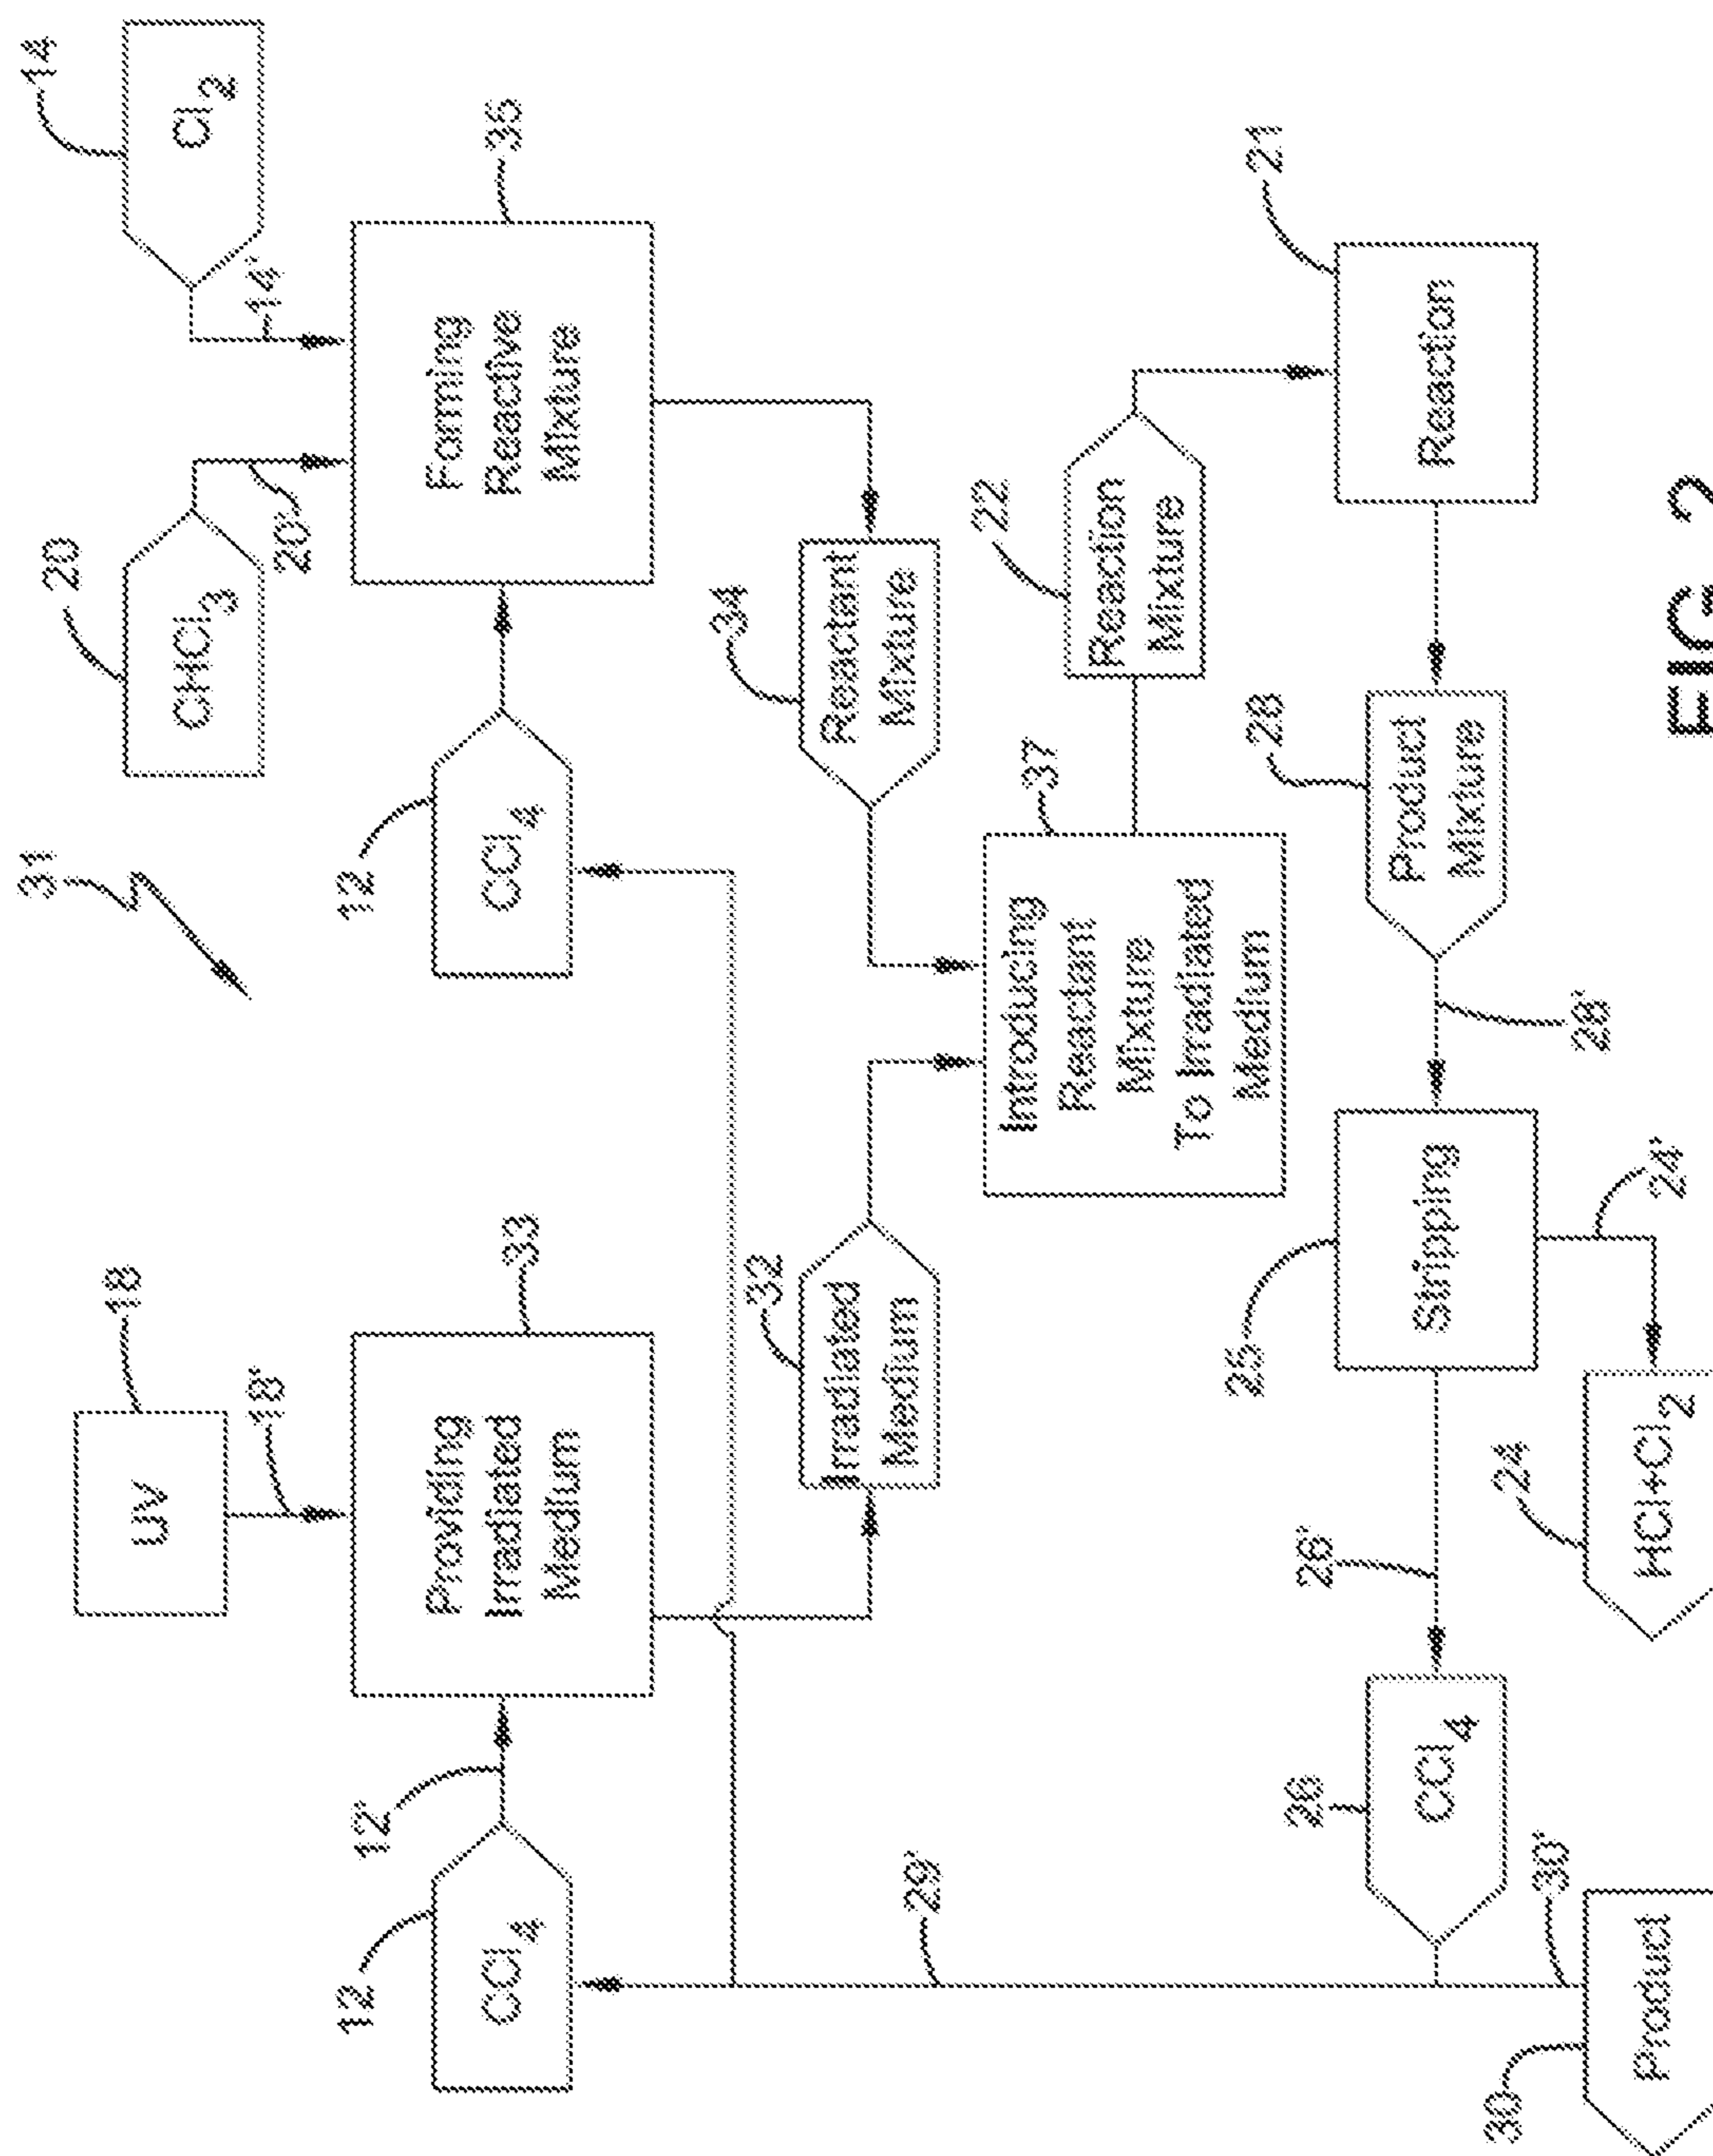 31
14
20
18
UV
CHCl3
Cl2
18'
20'
14'
12
12'
33
12
35
CCl4
Providing
Irradiated
Medium
CCl4
Forming
Reactive
Mixture
32
34
Irradiated
Medium
Reactant
Mixture
29'
37
22
Introducing
Reactant
Mixture
To Irradiated
Medium
Reaction
Mixture
26
26'
25
28
21
CCl4
Stripping
Product
Mixture
Reaction
28'
30
30'
24
24'
Product
HCl+Cl2
FIG. 2